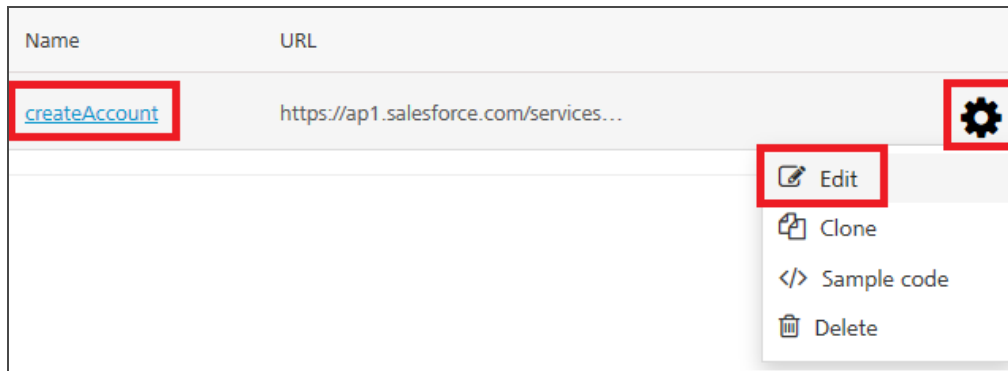 Name URL
createAccount https://ap1.salesforce.com/services...
Edit
Clone
</> Sample code
Delete